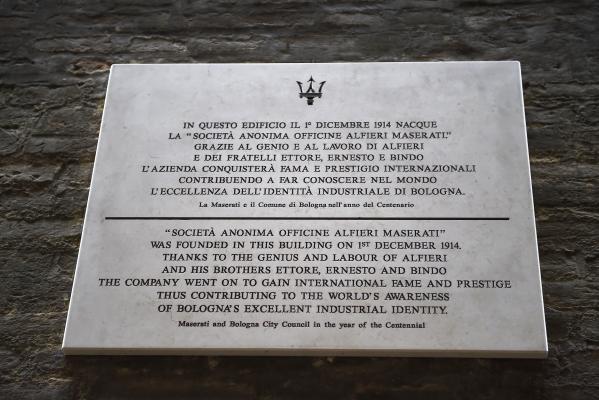 IN QUESTO EDIFICIO IL 1º DICEMBRE 1914 NACQUE
LA "SOCIETÀ ANONIMA OFFICINE ALFIERI MASERATI."
GRAZIE AL GENIO E AL LAVORO DI ALFIERI
E DEI FRATELLI ETTORE, ERNESTO E BINDO
L'AZIENDA CONQUISTERÀ FAMA E PRESTIGIO INTERNAZIONALI
CONTRIBUENDO A FAR CONOSCERE NEL MONDO
L'ECCELLENZA DELL'IDENTITÀ INDUSTRIALE DI BOLOGNA.
La Maserati e il Comune di Bologna nell'anno del Centenario
"SOCIETÀ ANONIMA OFFICINE ALFIERI MASERATI"
WAS FOUNDED IN THIS BUILDING ON 1ST DECEMBER 1914.
THANKS TO THE GENIUS AND LABOUR OF ALFIERI
AND HIS BROTHERS ETTORE, ERNESTO AND BINDO
THE COMPANY WENT ON TO GAIN INTERNATIONAL FAME AND PRESTIGE
THUS CONTRIBUTING TO THE WORLD'S AWARENESS
OF BOLOGNA'S EXCELLENT INDUSTRIAL IDENTITY.
Maserati and Bologna City Council in the year of the Centennial